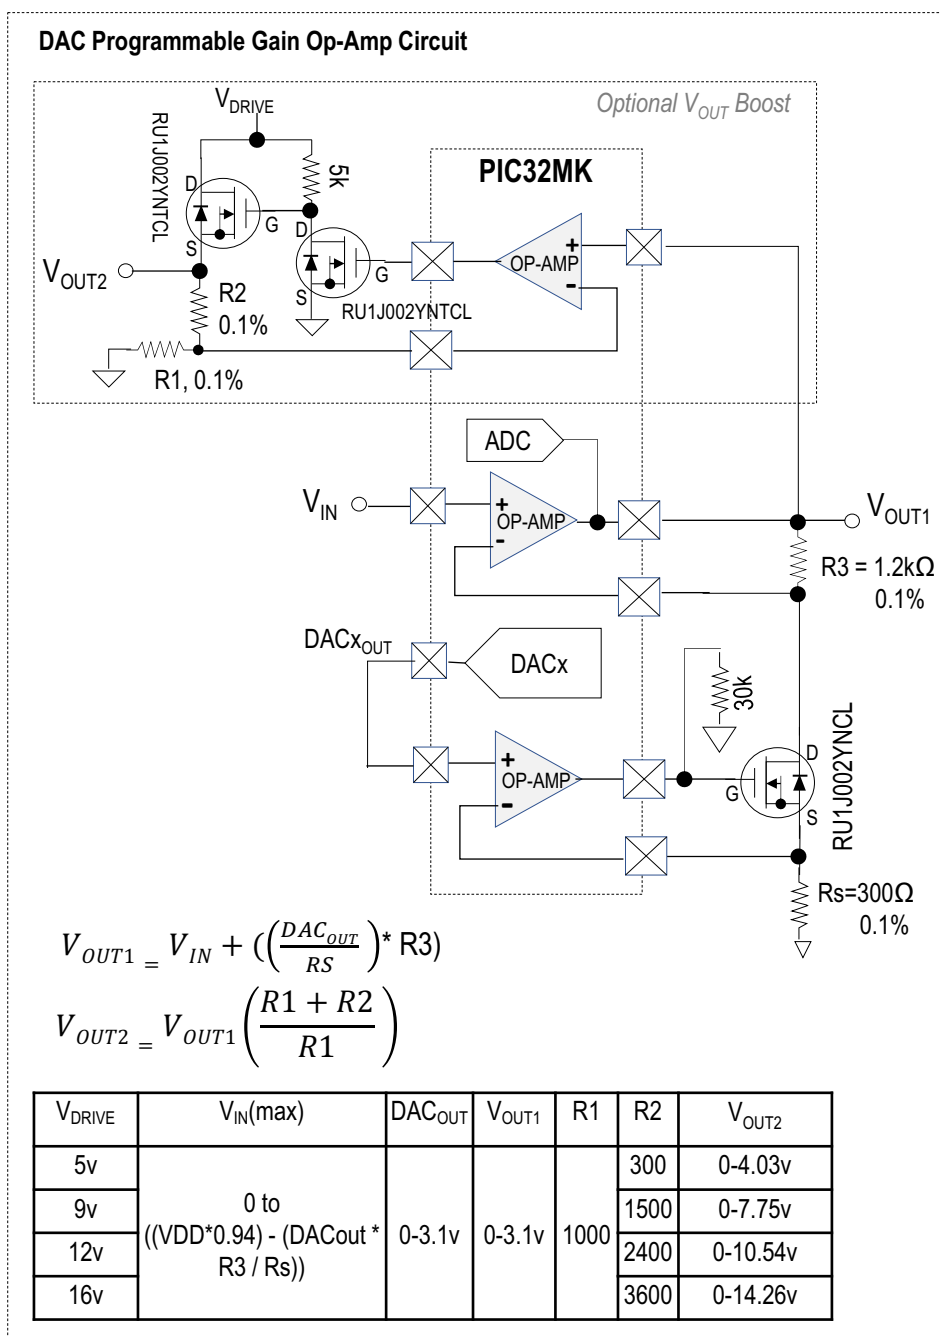 DAC Programmable Gain Op-Amp Circuit
Optional VOUT Boost
VDRIVE
RU1J002YNTCL
5k
PIC32MK
D
G
S
D
G
S
RU1J002YNTCL
+
OP-AMP
-
VOUT2
R2
0.1%
R1, 0.1%
ADC
VIN
+
OP-AMP
-
VOUT1
R3 = 1.2kΩ
0.1%
DACxOUT
DACx
30k
+
OP-AMP
-
D
G
S
RU1J002YNCL
Rs=300Ω
0.1%
VOUT1 = VIN + ((DACOUT/RS)* R3)
VOUT2 = VOUT1((R1 + R2)/R1)
VDRIVE VIN(max) DACOUT VOUT1 R1 R2 VOUT2
5v 300 0-4.03v
9v 1500 0-7.75v
12v 2400 0-10.54v
16v 3600 0-14.26v
0 to
((VDD*0.94) - (DACout *
R3 / Rs))
0-3.1v 0-3.1v 1000